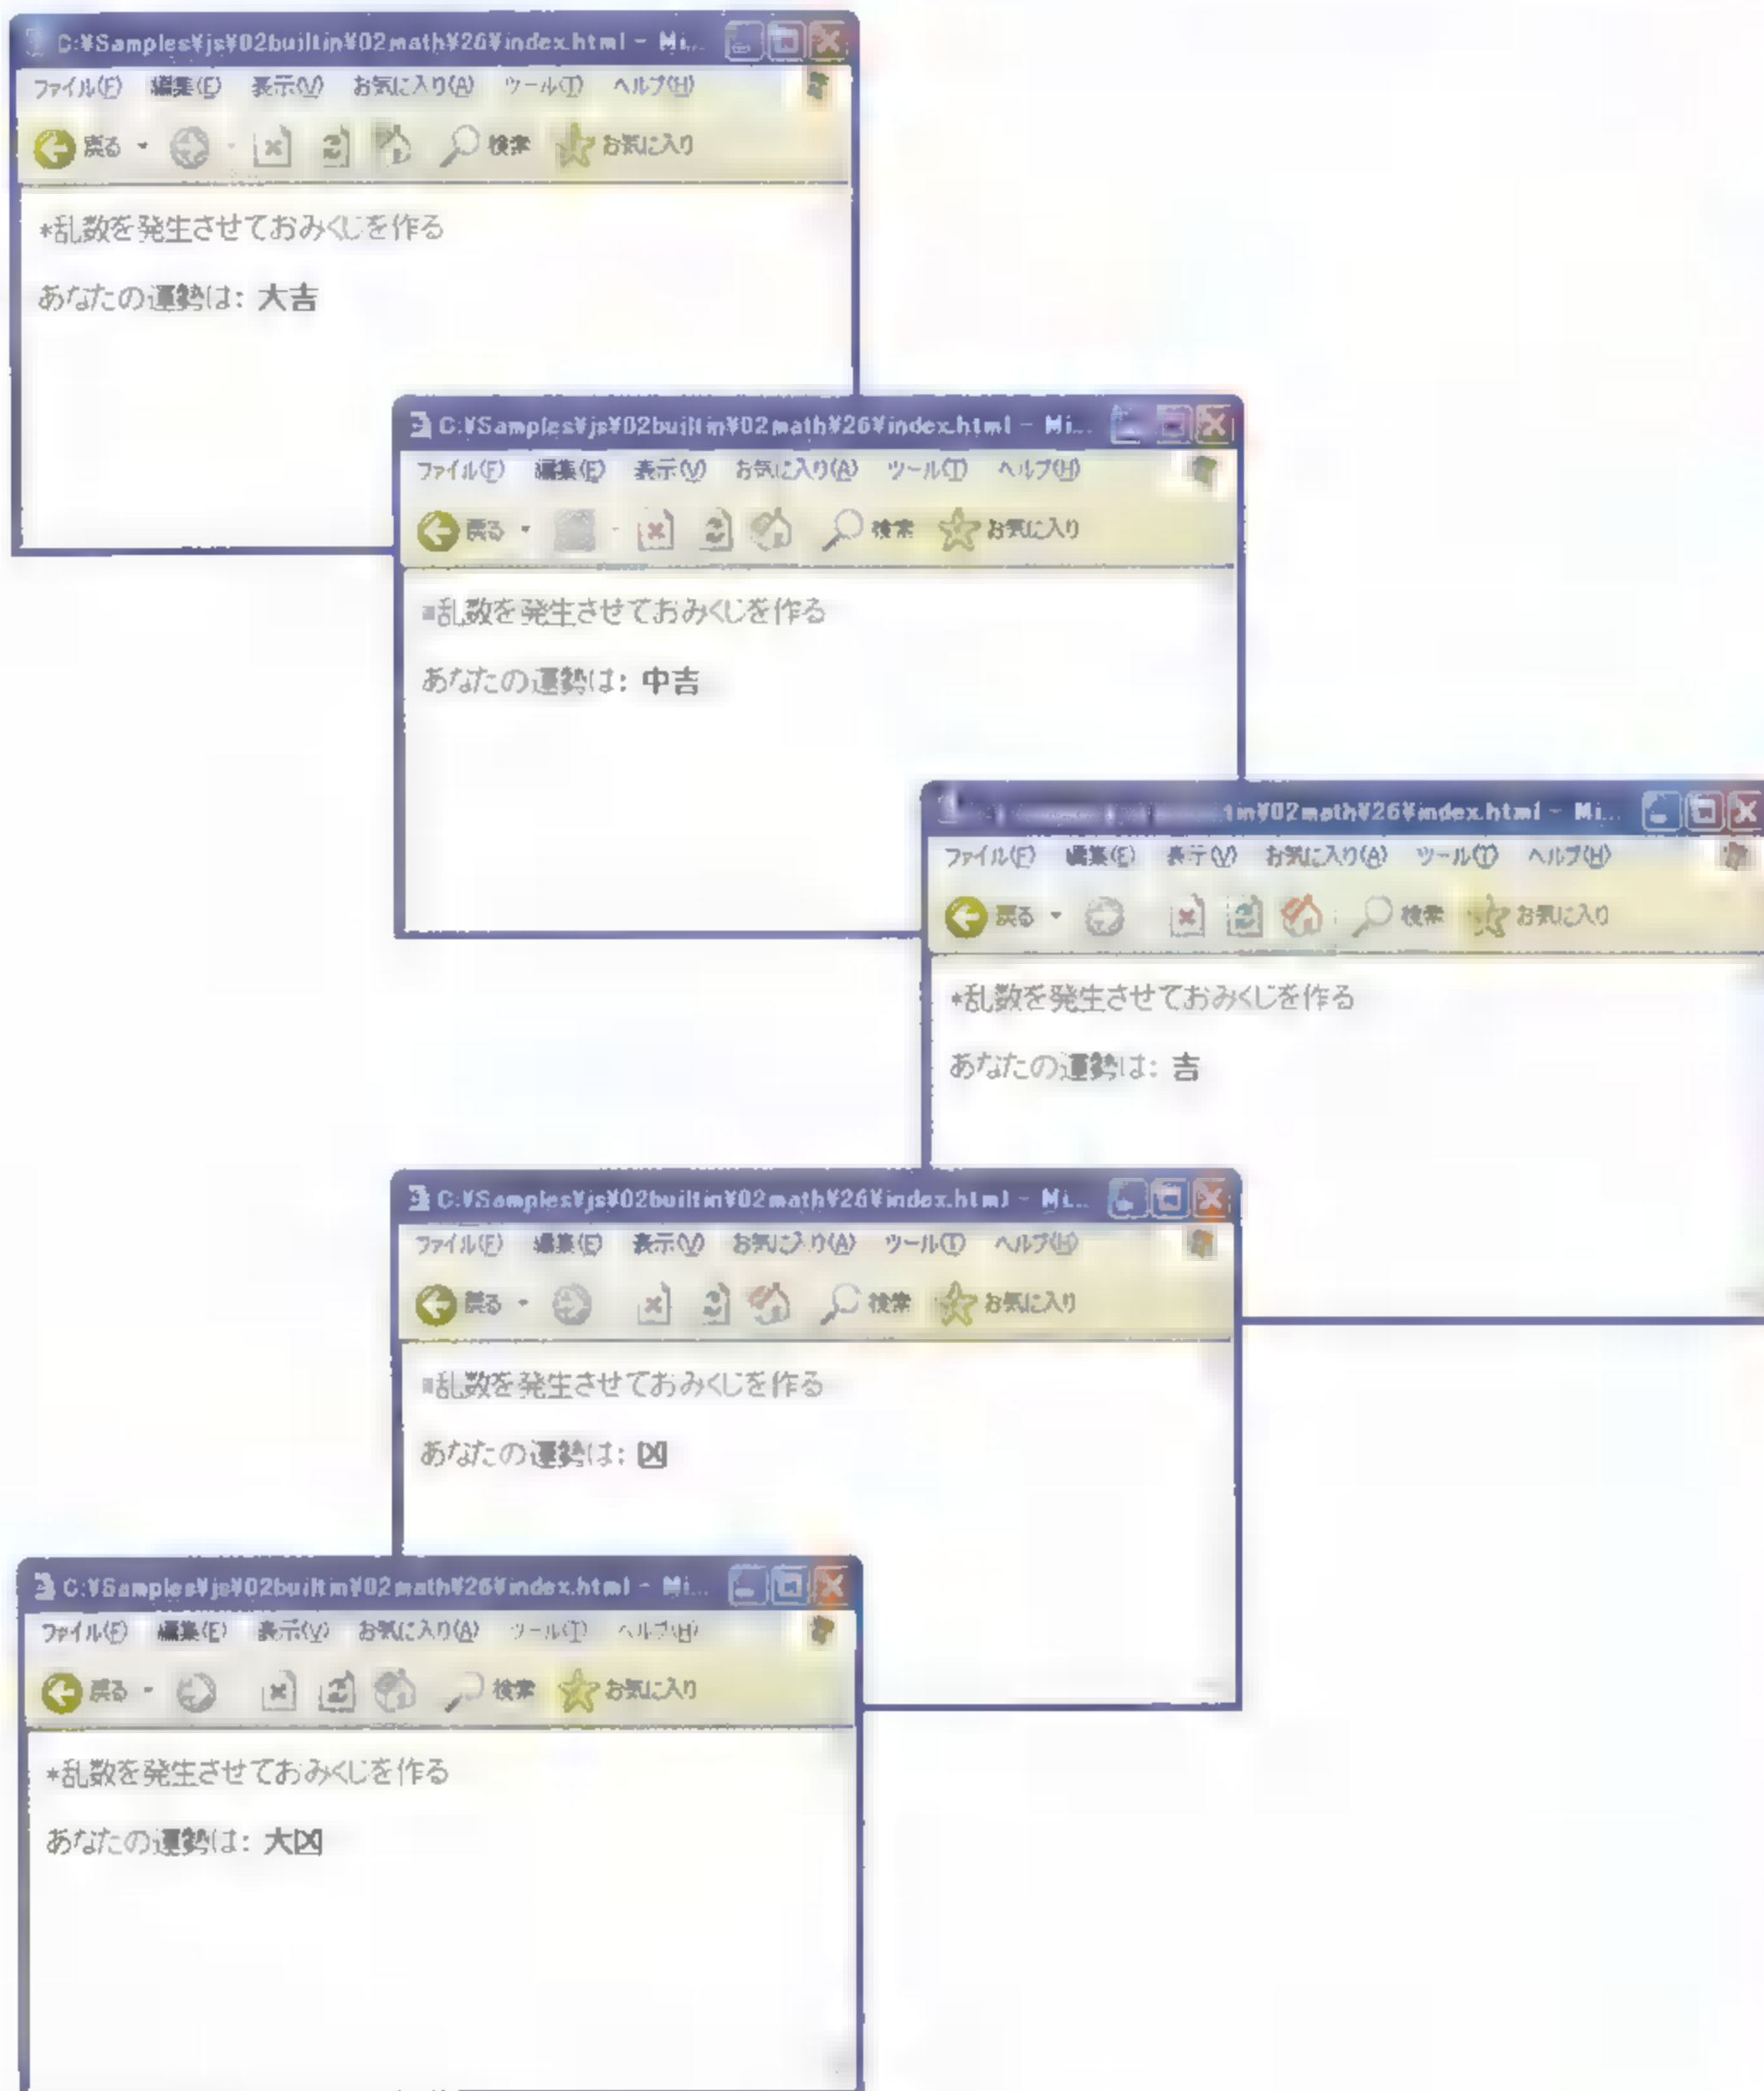 C:¥Samples¥js¥02builtin¥02math¥26¥index.html - Mi...
ファイル(F) 編集(E) 表示(V) お気に入り(A) ツール(T) ヘルプ(H)
戻る 検索 お気に入り
*乱数を発生させておみくじを作る
あなたの運勢は: 大吉
C:¥Samples¥js¥02builtin¥02math¥26¥index.html - Mi...
ファイル(F) 編集(E) 表示(V) お気に入り(A) ツール(T) ヘルプ(H)
戻る 検索 お気に入り
*乱数を発生させておみくじを作る
あなたの運勢は: 中吉
tin¥02math¥26¥index.html - Mi...
ファイル(F) 編集(E) 表示(V) お気に入り(A) ツール(T) ヘルプ(H)
戻る 検索 お気に入り
*乱数を発生させておみくじを作る
あなたの運勢は: 吉
C:¥Samples¥js¥02builtin¥02math¥26¥index.html - Mi...
ファイル(F) 編集(E) 表示(V) お気に入り(A) ツール(T) ヘルプ(H)
戻る 検索 お気に入り
*乱数を発生させておみくじを作る
あなたの運勢は: 凶
C:¥Samples¥js¥02builtin¥02math¥26¥index.html - Mi...
ファイル(F) 編集(E) 表示(V) お気に入り(A) ツール(T) ヘルプ(H)
戻る 検索 お気に入り
*乱数を発生させておみくじを作る
あなたの運勢は: 大凶